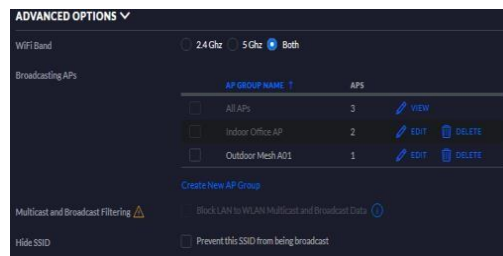 ADVANCED OPTIONS
WiFi Band 2.4 Ghz 5 Ghz Both
Broadcasting APs
AP GROUP NAME ↑ APS
All APs 3 VIEW
Indoor Office AP 2 EDIT DELETE
Outdoor Mesh A01 1 EDIT DELETE
Create New AP Group
Multicast and Broadcast Filtering Block LAN to WLAN Multicast and Broadcast Data
Hide SSID Prevent this SSID from being broadcast